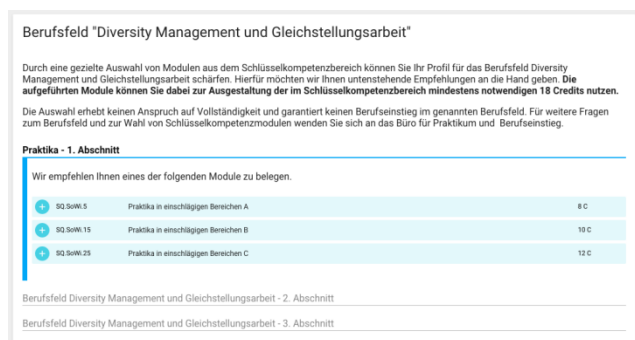 Berufsfeld "Diversity Management und Gleichstellungsarbeit"
Durch eine gezielte Auswahl von Modulen aus dem Schlüsselkompetenzbereich können Sie Ihr Profil für das Berufsfeld Diversity
Management und Gleichstellungsarbeit schärfen. Hierfür möchten wir Ihnen untenstehende Empfehlungen an die Hand geben. Die
aufgeführten Module können Sie dabei zur Ausgestaltung der im Schlüsselkompetenzbereich mindestens notwendigen 18 Credits nutzen.
Die Auswahl erhebt keinen Anspruch auf Vollständigkeit und garantiert keinen Berufseinstieg im genannten Berufsfeld. Für weitere Fragen
zum Berufsfeld und zur Wahl von Schlüsselkompetenzmodulen wenden Sie sich an das Büro für Praktikum und Berufseinstieg.
Praktika - 1. Abschnitt
Wir empfehlen Ihnen eines der folgenden Module zu belegen.
SQ.SoWi.5 Praktika in einschlägigen Bereichen A 8 C
SQ.SoWi.15 Praktika in einschlägigen Bereichen B 10 C
SQ.SoWi.25 Praktika in einschlägigen Bereichen C 12 C
Berufsfeld Diversity Management und Gleichstellungsarbeit - 2. Abschnitt
Berufsfeld Diversity Management und Gleichstellungsarbeit - 3. Abschnitt